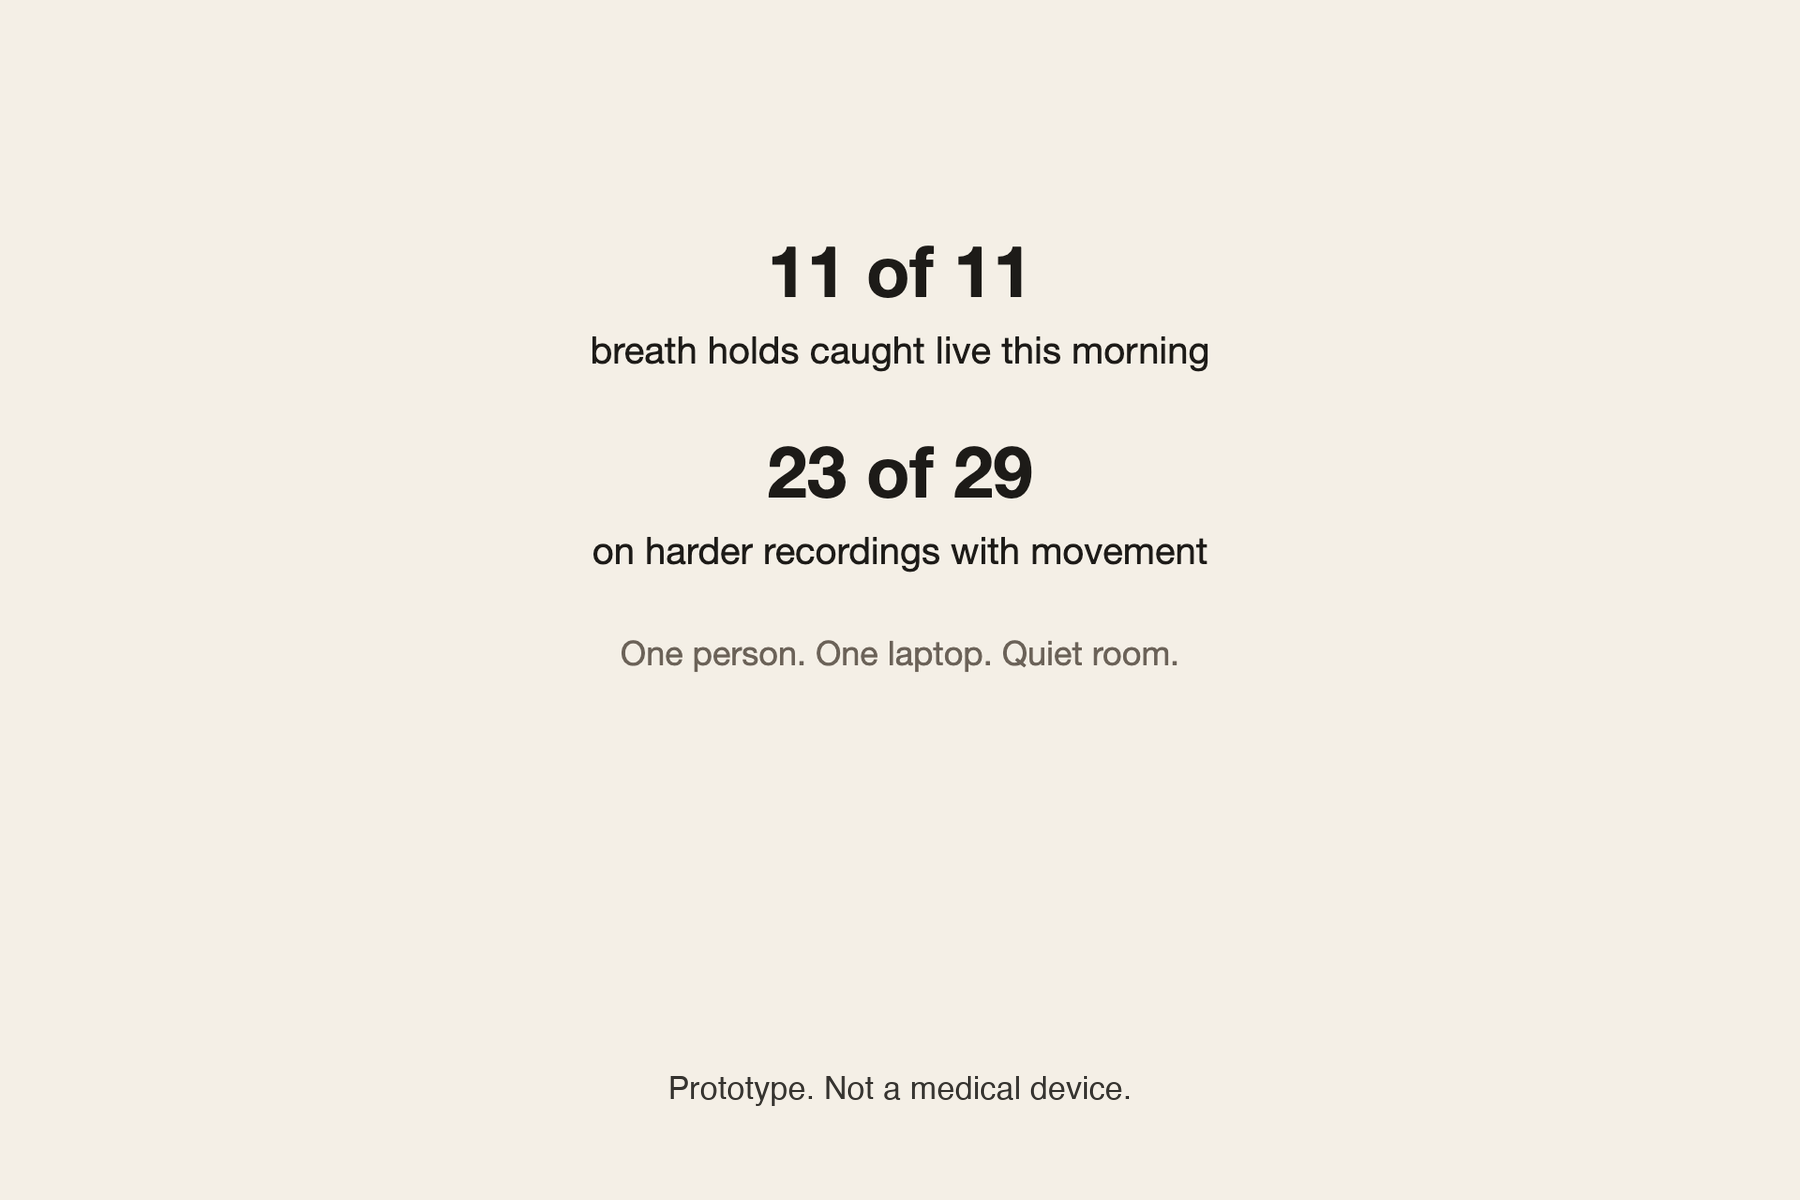 11 of 11
breath holds caught live this morning
23 of 29
on harder recordings with movement
One person. One laptop. Quiet room.
Prototype. Not a medical device.